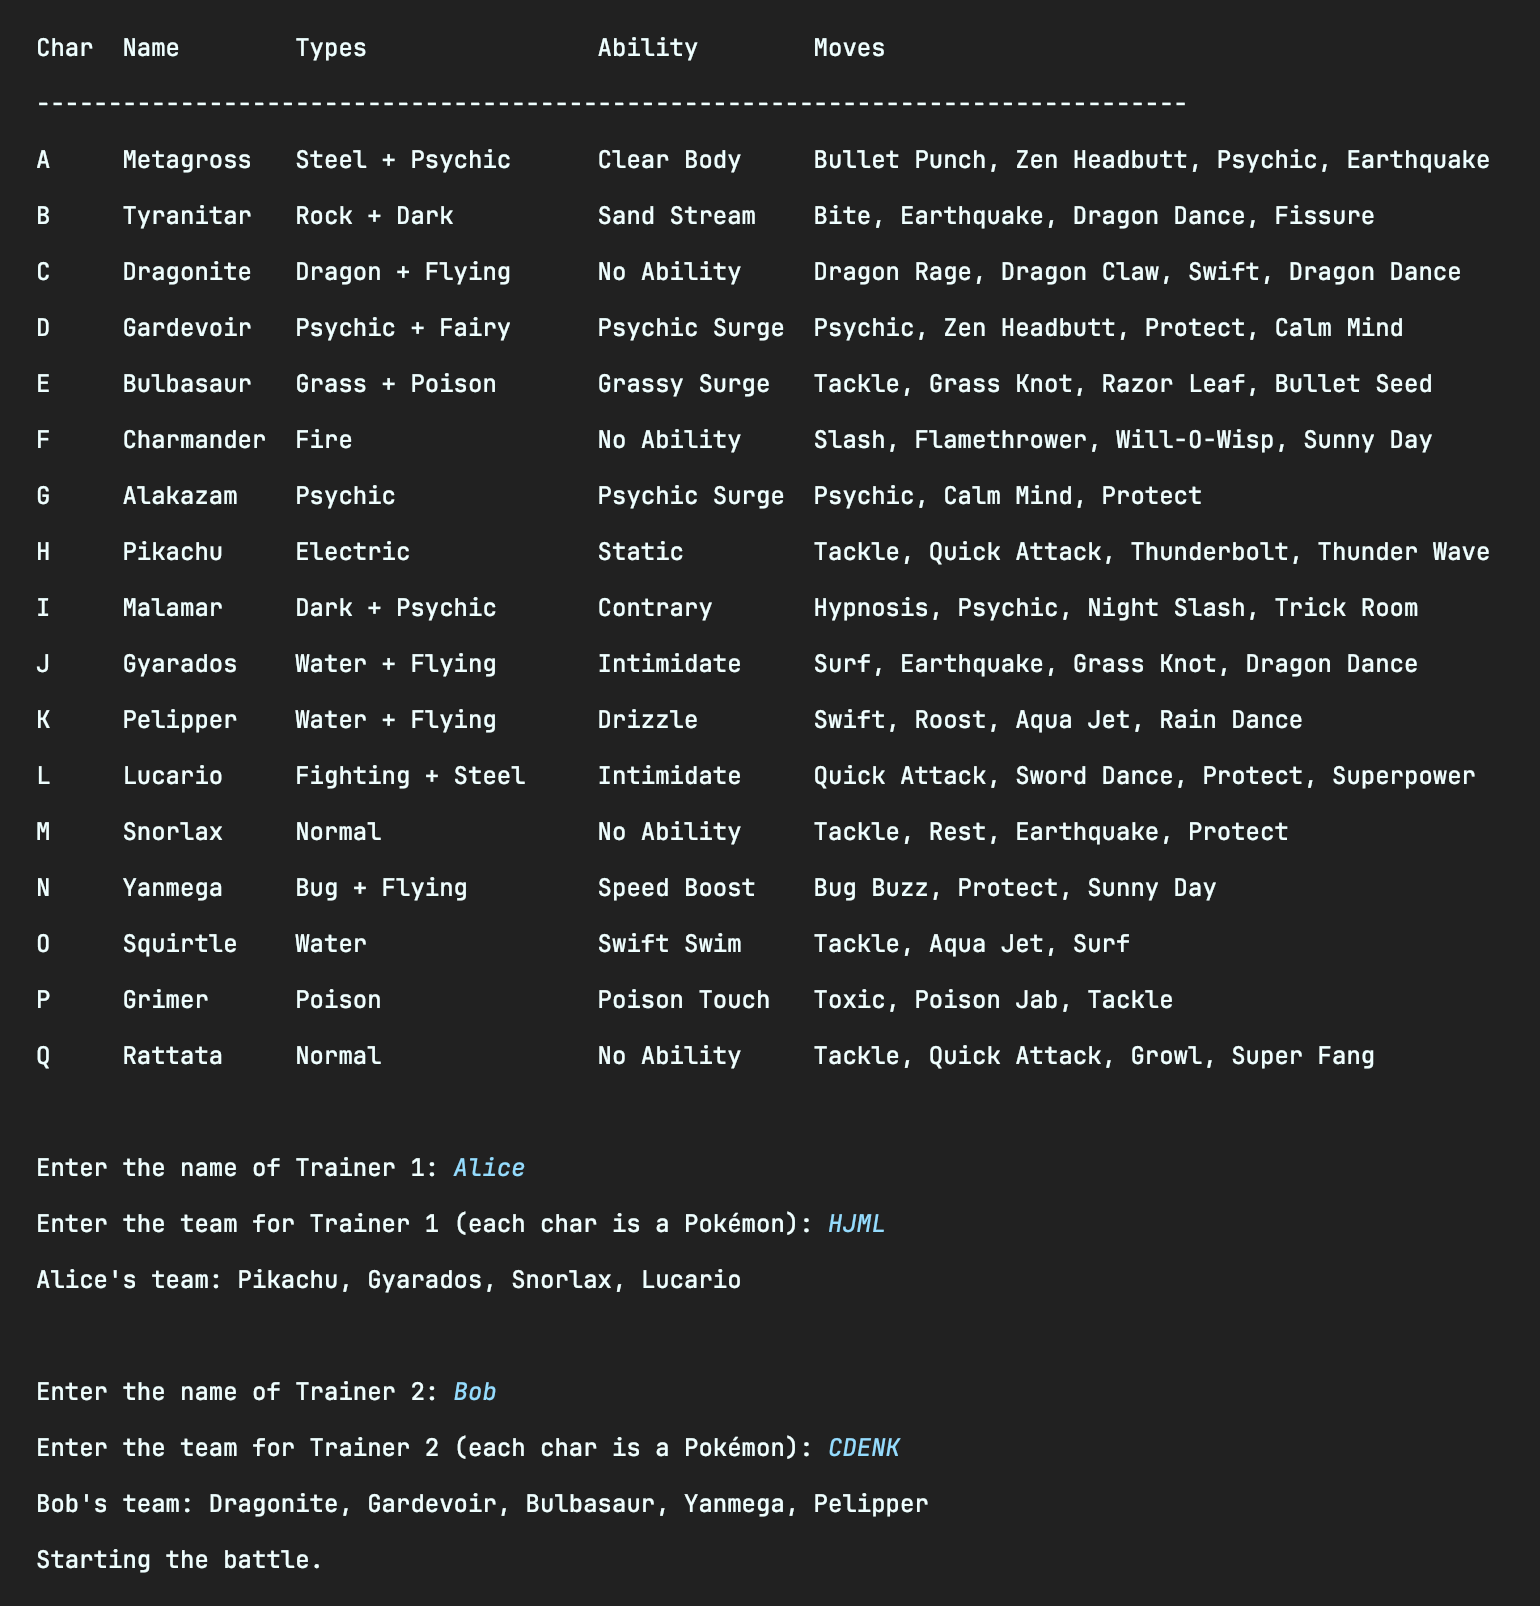 Char  Name        Types                Ability        Moves
--------------------------------------------------------------------------------
A     Metagross   Steel + Psychic      Clear Body     Bullet Punch, Zen Headbutt, Psychic, Earthquake
B     Tyranitar   Rock + Dark          Sand Stream    Bite, Earthquake, Dragon Dance, Fissure
C     Dragonite   Dragon + Flying      No Ability     Dragon Rage, Dragon Claw, Swift, Dragon Dance
D     Gardevoir   Psychic + Fairy      Psychic Surge  Psychic, Zen Headbutt, Protect, Calm Mind
E     Bulbasaur   Grass + Poison       Grassy Surge   Tackle, Grass Knot, Razor Leaf, Bullet Seed
F     Charmander  Fire                 No Ability     Slash, Flamethrower, Will-O-Wisp, Sunny Day
G     Alakazam    Psychic              Psychic Surge  Psychic, Calm Mind, Protect
H     Pikachu     Electric             Static         Tackle, Quick Attack, Thunderbolt, Thunder Wave
I     Malamar     Dark + Psychic       Contrary       Hypnosis, Psychic, Night Slash, Trick Room
J     Gyarados    Water + Flying       Intimidate     Surf, Earthquake, Grass Knot, Dragon Dance
K     Pelipper    Water + Flying       Drizzle        Swift, Roost, Aqua Jet, Rain Dance
L     Lucario     Fighting + Steel     Intimidate     Quick Attack, Sword Dance, Protect, Superpower
M     Snorlax     Normal               No Ability     Tackle, Rest, Earthquake, Protect
N     Yanmega     Bug + Flying         Speed Boost    Bug Buzz, Protect, Sunny Day
O     Squirtle    Water                Swift Swim     Tackle, Aqua Jet, Surf
P     Grimer      Poison               Poison Touch   Toxic, Poison Jab, Tackle
Q     Rattata     Normal               No Ability     Tackle, Quick Attack, Growl, Super Fang
Enter the name of Trainer 1: Alice
Enter the team for Trainer 1 (each char is a Pokémon): HJML
Alice's team: Pikachu, Gyarados, Snorlax, Lucario
Enter the name of Trainer 2: Bob
Enter the team for Trainer 2 (each char is a Pokémon): CDENK
Bob's team: Dragonite, Gardevoir, Bulbasaur, Yanmega, Pelipper
Starting the battle.